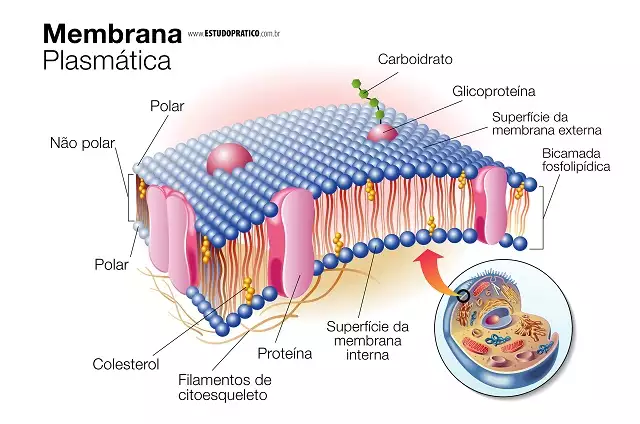 Membrana www.ESTUDOPRATICO.com.br
Plasmática
Carboidrato
Glicoproteína
Polar
Superfície da
membrana externa
Não polar
Bicamada
fosfolipídica
Polar
Superfície da
membrana
interna
Proteína
Colesterol
Filamentos de
citoesqueleto